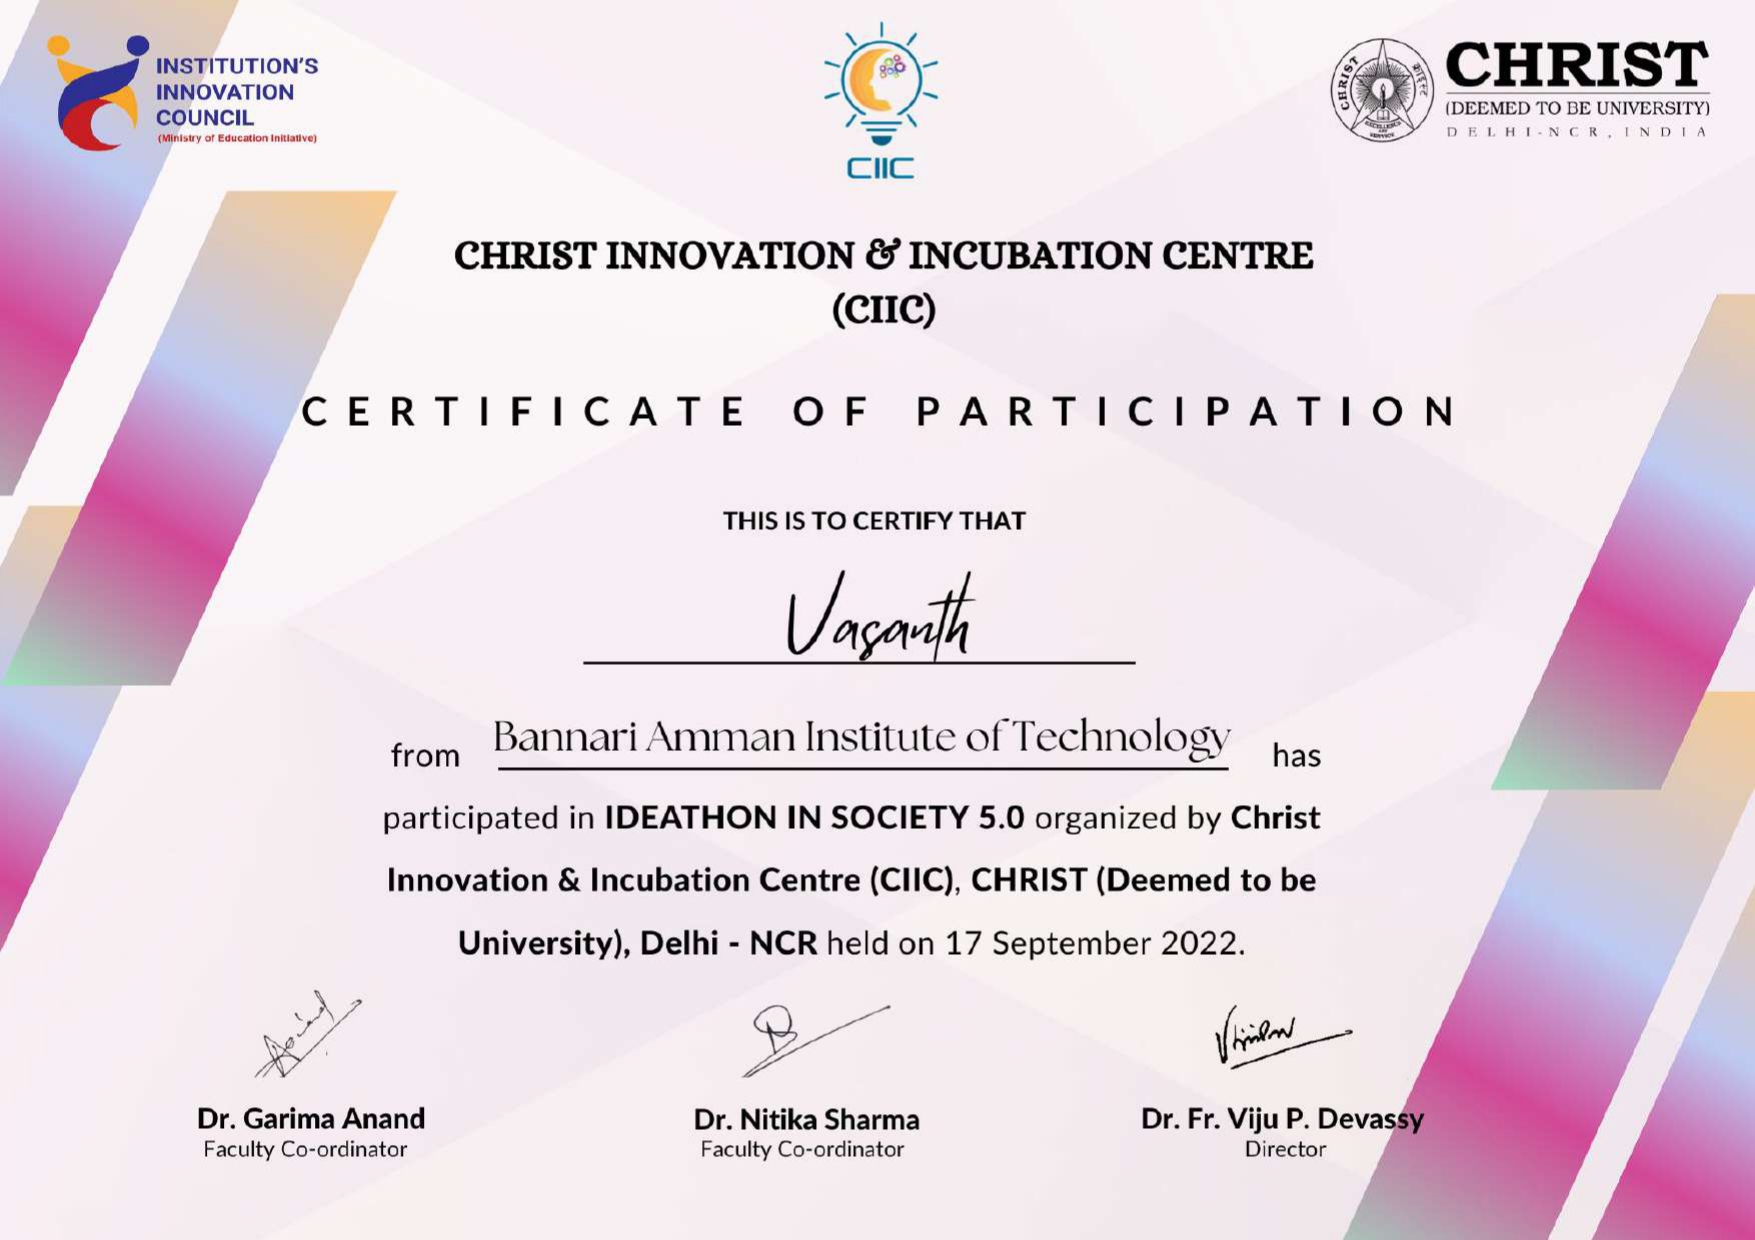 INSTITUTION'S
INNOVATION
COUNCIL
(Ministry of Education Initiative)
CIIC
CHRIST
EXCELLENCE AND SERVICE
CHRIST
(DEEMED TO BE UNIVERSITY)
DELHI-NCR, INDIA
CHRIST INNOVATION & INCUBATION CENTRE
(CIIC)
CERTIFICATE OF PARTICIPATION
THIS IS TO CERTIFY THAT
Vasanth
from Bannari Amman Institute of Technology has
participated in IDEATHON IN SOCIETY 5.0 organized by Christ
Innovation & Incubation Centre (CIIC), CHRIST (Deemed to be
University), Delhi - NCR held on 17 September 2022.
Dr. Garima Anand
Faculty Co-ordinator
Dr. Nitika Sharma
Faculty Co-ordinator
Dr. Fr. Viju P. Devassy
Director